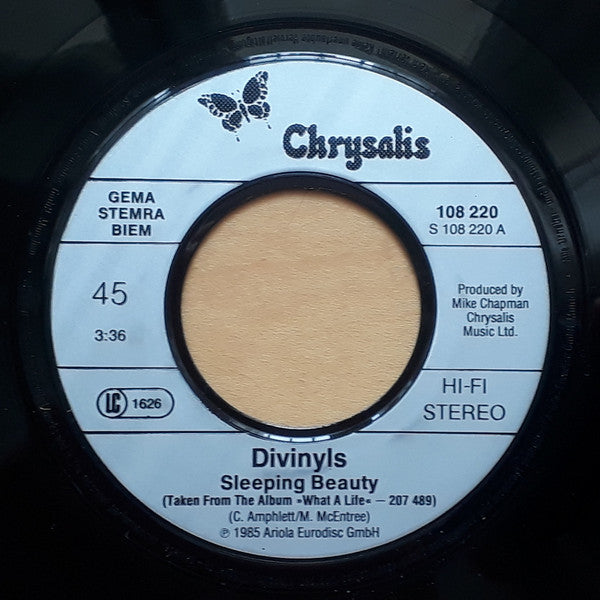 Chrysalis
GEMA
STEMRA
BIEM
108 220
S 108 220 A
45
3:36
Produced by
Mike Chapman
Chrysalis
Music Ltd.
LC 1626
HI-FI
STEREO
Divinyls
Sleeping Beauty
(Taken From The Album »What A Life« – 207 489)
(C. Amphlett/M. McEntree)
℗ 1985 Ariola Eurodisc GmbH